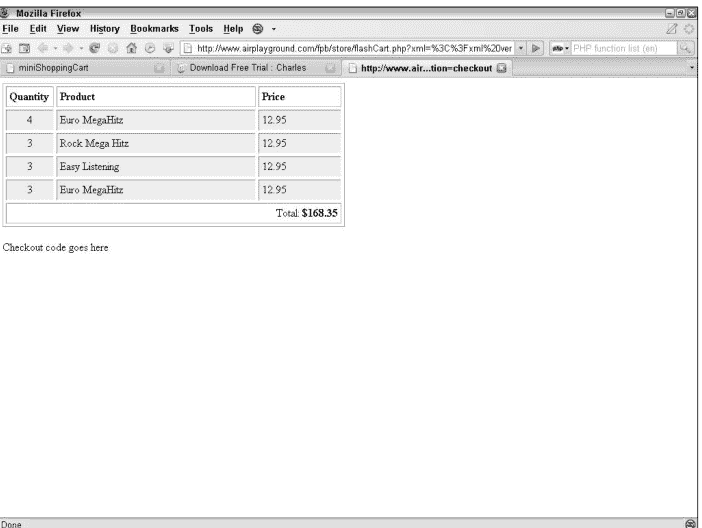 Mozilla Firefox
File Edit View History Bookmarks Tools Help
http://www.airplayground.com/fpb/store/flashCart.php?xml=%3C%3Fxml%20ver
php
PHP function list (en)
miniShoppingCart
Download Free Trial : Charles
http://www.air...tion=checkout
Quantity Product Price
4 Euro MegaHitz 12.95
3 Rock Mega Hitz 12.95
3 Easy Listening 12.95
3 Euro MegaHitz 12.95
Total: $168.35
Checkout code goes here
Done